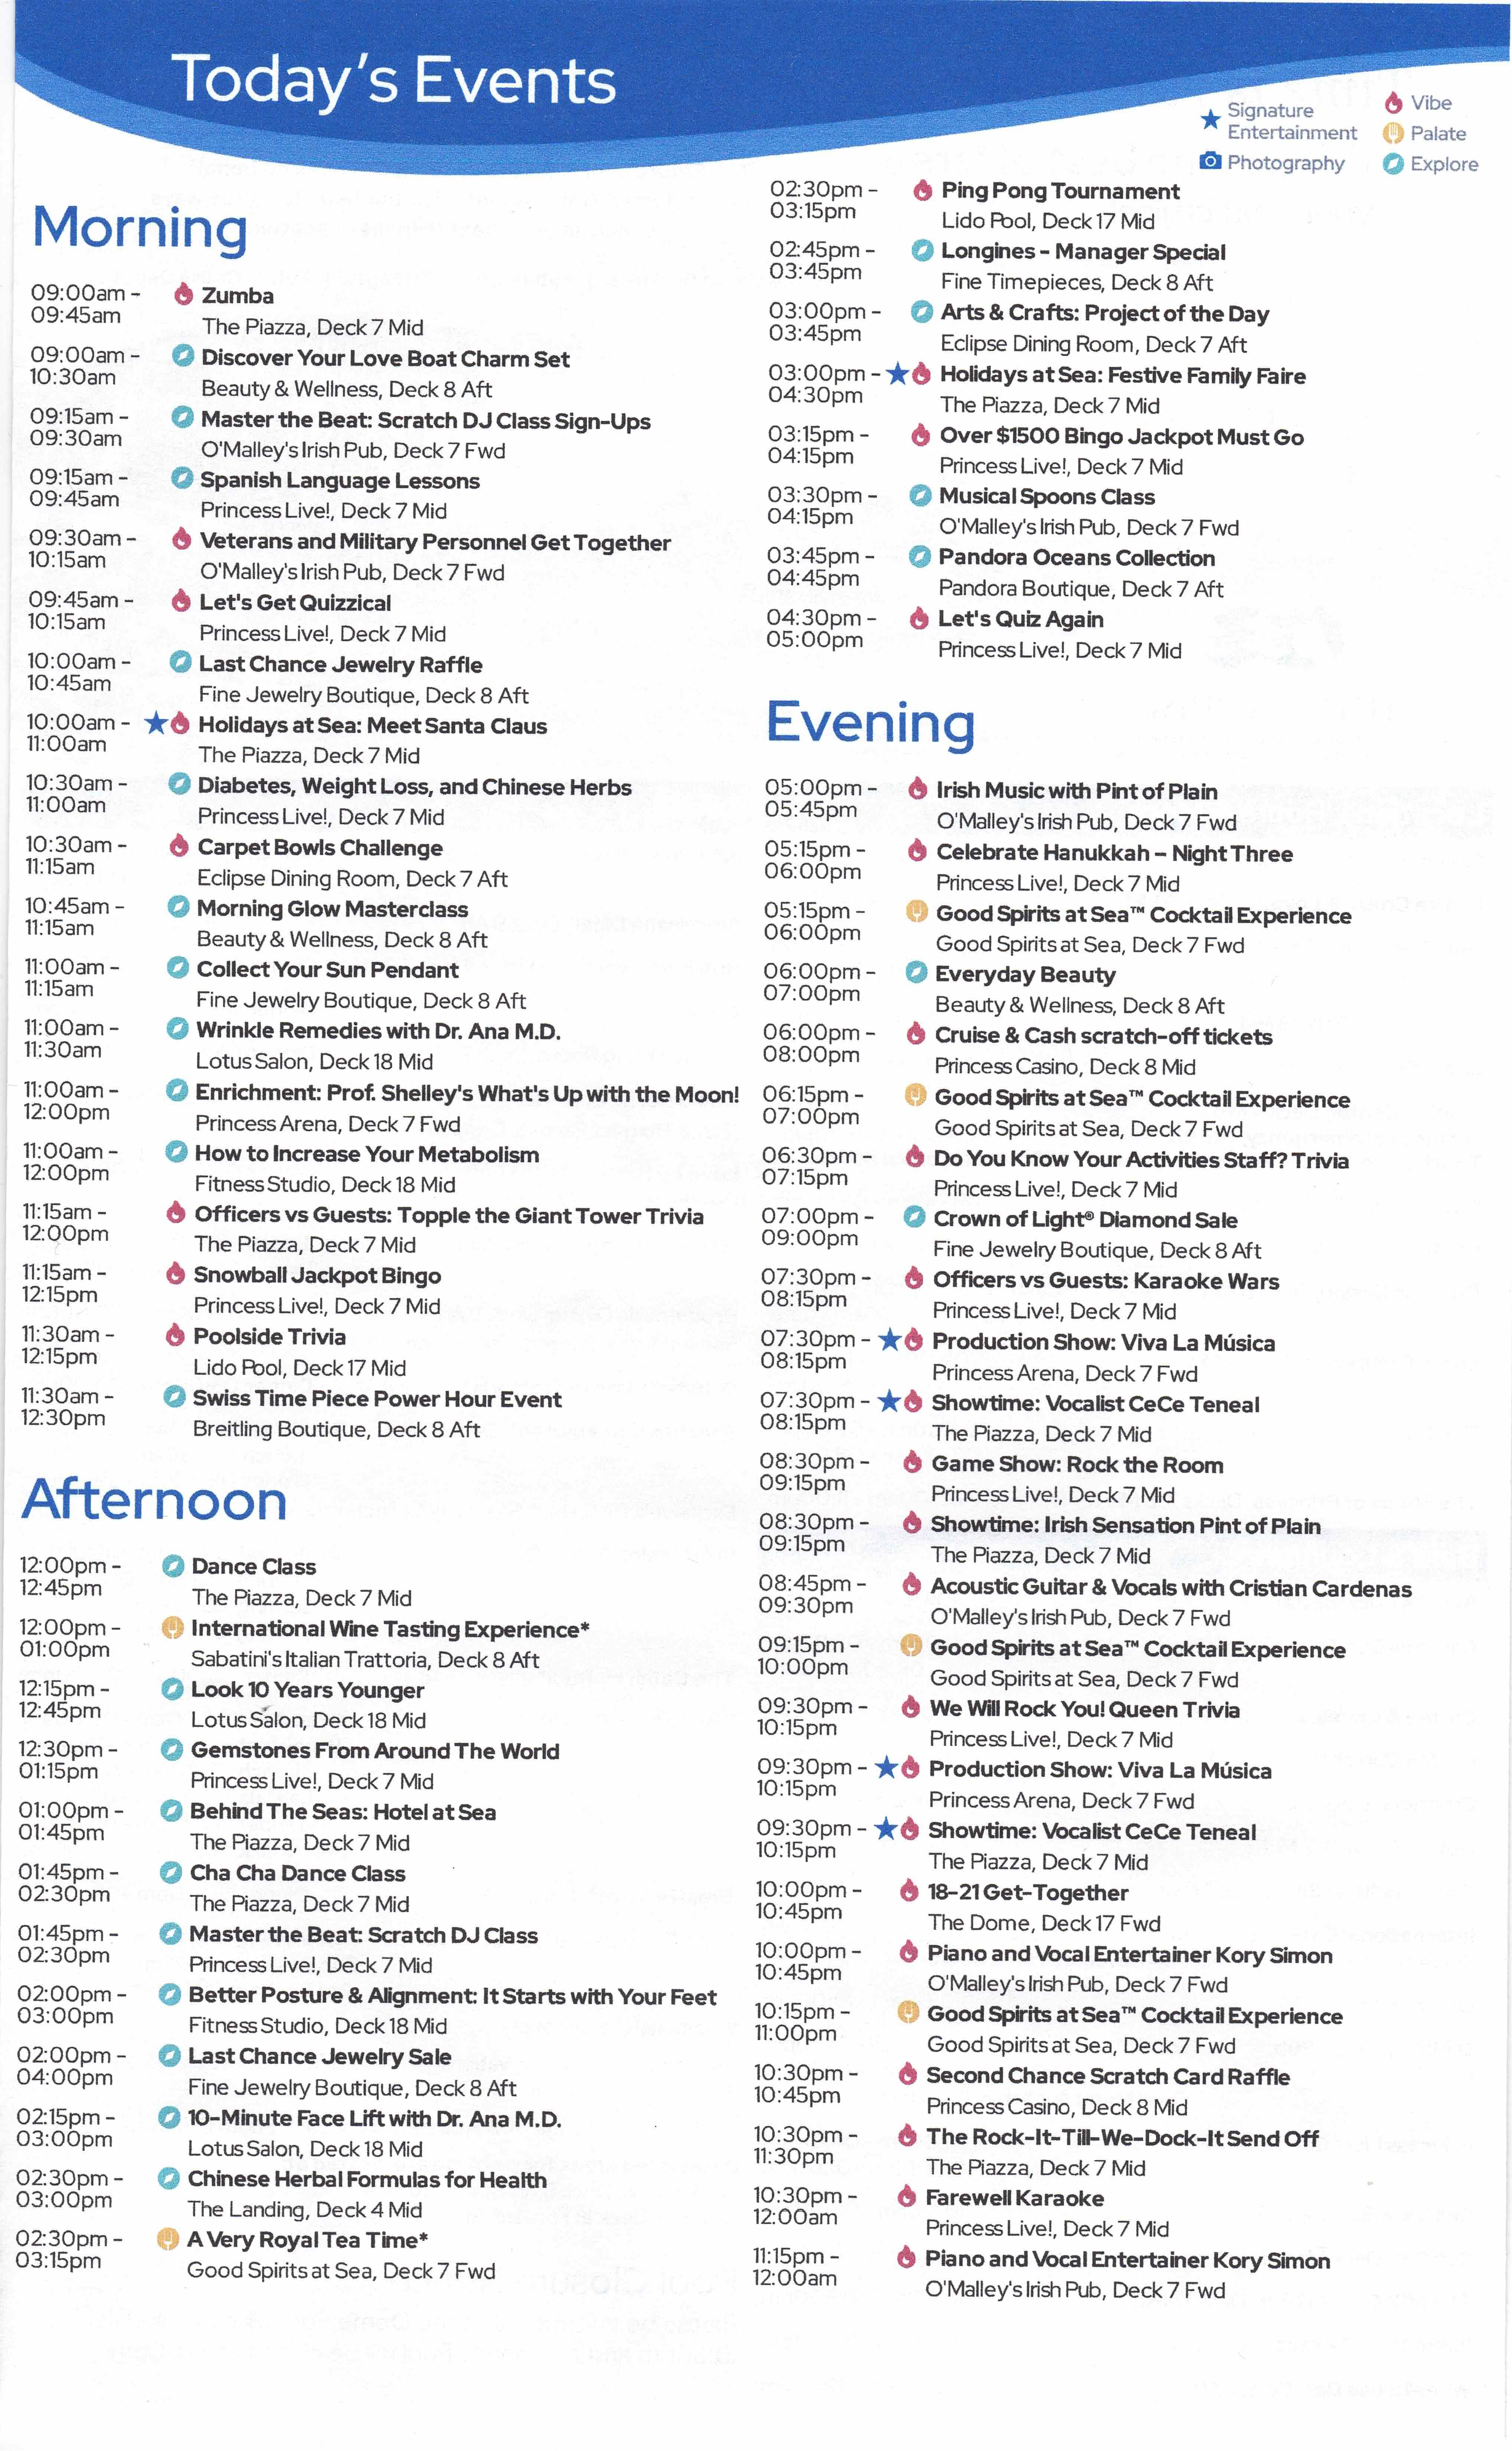 Today's Events
Signature
Entertainment
Photography
Vibe
Palate
Explore
Morning
09:00am -
09:45am
Zumba
The Piazza, Deck 7 Mid
09:00am -
10:30am
Discover Your Love Boat Charm Set
Beauty & Wellness, Deck 8 Aft
09:15am -
09:30am
Master the Beat: Scratch DJ Class Sign-Ups
O'Malley's Irish Pub, Deck 7 Fwd
09:15am -
09:45am
Spanish Language Lessons
Princess Live!, Deck 7 Mid
09:30am -
10:15am
Veterans and Military Personnel Get Together
O'Malley's Irish Pub, Deck 7 Fwd
09:45am -
10:15am
Let's Get Quizzical
Princess Live!, Deck 7 Mid
10:00am -
10:45am
Last Chance Jewelry Raffle
Fine Jewelry Boutique, Deck 8 Aft
10:00am -
11:00am
Holidays at Sea: Meet Santa Claus
The Piazza, Deck 7 Mid
10:30am -
11:00am
Diabetes, Weight Loss, and Chinese Herbs
Princess Live!, Deck 7 Mid
10:30am -
11:15am
Carpet Bowls Challenge
Eclipse Dining Room, Deck 7 Aft
10:45am -
11:15am
Morning Glow Masterclass
Beauty & Wellness, Deck 8 Aft
11:00am -
11:15am
Collect Your Sun Pendant
Fine Jewelry Boutique, Deck 8 Aft
11:00am -
11:30am
Wrinkle Remedies with Dr. Ana M.D.
Lotus Salon, Deck 18 Mid
11:00am -
12:00pm
Enrichment: Prof. Shelley's What's Up with the Moon!
Princess Arena, Deck 7 Fwd
11:00am -
12:00pm
How to Increase Your Metabolism
Fitness Studio, Deck 18 Mid
11:15am -
12:00pm
Officers vs Guests: Topple the Giant Tower Trivia
The Piazza, Deck 7 Mid
11:15am -
12:15pm
Snowball Jackpot Bingo
Princess Live!, Deck 7 Mid
11:30am -
12:15pm
Poolside Trivia
Lido Pool, Deck 17 Mid
11:30am -
12:30pm
Swiss Time Piece Power Hour Event
Breitling Boutique, Deck 8 Aft
Afternoon
12:00pm -
12:45pm
Dance Class
The Piazza, Deck 7 Mid
12:00pm -
01:00pm
International Wine Tasting Experience*
Sabatini's Italian Trattoria, Deck 8 Aft
12:15pm -
12:45pm
Look 10 Years Younger
Lotus Salon, Deck 18 Mid
12:30pm -
01:15pm
Gemstones From Around The World
Princess Live!, Deck 7 Mid
01:00pm -
01:45pm
Behind The Seas: Hotel at Sea
The Piazza, Deck 7 Mid
01:45pm -
02:30pm
Cha Cha Dance Class
The Piazza, Deck 7 Mid
01:45pm -
02:30pm
Master the Beat: Scratch DJ Class
Princess Live!, Deck 7 Mid
02:00pm -
03:00pm
Better Posture & Alignment: It Starts with Your Feet
Fitness Studio, Deck 18 Mid
02:00pm -
04:00pm
Last Chance Jewelry Sale
Fine Jewelry Boutique, Deck 8 Aft
02:15pm -
03:00pm
10-Minute Face Lift with Dr. Ana M.D.
Lotus Salon, Deck 18 Mid
02:30pm -
03:00pm
Chinese Herbal Formulas for Health
The Landing, Deck 4 Mid
02:30pm -
03:15pm
A Very Royal Tea Time*
Good Spirits at Sea, Deck 7 Fwd
02:30pm -
03:15pm
Ping Pong Tournament
Lido Pool, Deck 17 Mid
02:45pm -
03:45pm
Longines - Manager Special
Fine Timepieces, Deck 8 Aft
03:00pm -
03:45pm
Arts & Crafts: Project of the Day
Eclipse Dining Room, Deck 7 Aft
03:00pm -
04:30pm
Holidays at Sea: Festive Family Faire
The Piazza, Deck 7 Mid
03:15pm -
04:15pm
Over $1500 Bingo Jackpot Must Go
Princess Live!, Deck 7 Mid
03:30pm -
04:15pm
Musical Spoons Class
O'Malley's Irish Pub, Deck 7 Fwd
03:45pm -
04:45pm
Pandora Oceans Collection
Pandora Boutique, Deck 7 Aft
04:30pm -
05:00pm
Let's Quiz Again
Princess Live!, Deck 7 Mid
Evening
05:00pm -
05:45pm
Irish Music with Pint of Plain
O'Malley's Irish Pub, Deck 7 Fwd
05:15pm -
06:00pm
Celebrate Hanukkah – Night Three
Princess Live!, Deck 7 Mid
05:15pm -
06:00pm
Good Spirits at Sea™ Cocktail Experience
Good Spirits at Sea, Deck 7 Fwd
06:00pm -
07:00pm
Everyday Beauty
Beauty & Wellness, Deck 8 Aft
06:00pm -
08:00pm
Cruise & Cash scratch-off tickets
Princess Casino, Deck 8 Mid
06:15pm -
07:00pm
Good Spirits at Sea™ Cocktail Experience
Good Spirits at Sea, Deck 7 Fwd
06:30pm -
07:15pm
Do You Know Your Activities Staff? Trivia
Princess Live!, Deck 7 Mid
07:00pm -
09:00pm
Crown of Light® Diamond Sale
Fine Jewelry Boutique, Deck 8 Aft
07:30pm -
08:15pm
Officers vs Guests: Karaoke Wars
Princess Live!, Deck 7 Mid
07:30pm -
08:15pm
Production Show: Viva La Música
Princess Arena, Deck 7 Fwd
07:30pm -
08:15pm
Showtime: Vocalist CeCe Teneal
The Piazza, Deck 7 Mid
08:30pm -
09:15pm
Game Show: Rock the Room
Princess Live!, Deck 7 Mid
08:30pm -
09:15pm
Showtime: Irish Sensation Pint of Plain
The Piazza, Deck 7 Mid
08:45pm -
09:30pm
Acoustic Guitar & Vocals with Cristian Cardenas
O'Malley's Irish Pub, Deck 7 Fwd
09:15pm -
10:00pm
Good Spirits at Sea™ Cocktail Experience
Good Spirits at Sea, Deck 7 Fwd
09:30pm -
10:15pm
We Will Rock You! Queen Trivia
Princess Live!, Deck 7 Mid
09:30pm -
10:15pm
Production Show: Viva La Música
Princess Arena, Deck 7 Fwd
09:30pm -
10:15pm
Showtime: Vocalist CeCe Teneal
The Piazza, Deck 7 Mid
10:00pm -
10:45pm
18-21 Get-Together
The Dome, Deck 17 Fwd
10:00pm -
10:45pm
Piano and Vocal Entertainer Kory Simon
O'Malley's Irish Pub, Deck 7 Fwd
10:15pm -
11:00pm
Good Spirits at Sea™ Cocktail Experience
Good Spirits at Sea, Deck 7 Fwd
10:30pm -
10:45pm
Second Chance Scratch Card Raffle
Princess Casino, Deck 8 Mid
10:30pm -
11:30pm
The Rock-It-Till-We-Dock-It Send Off
The Piazza, Deck 7 Mid
10:30pm -
12:00am
Farewell Karaoke
Princess Live!, Deck 7 Mid
11:15pm -
12:00am
Piano and Vocal Entertainer Kory Simon
O'Malley's Irish Pub, Deck 7 Fwd